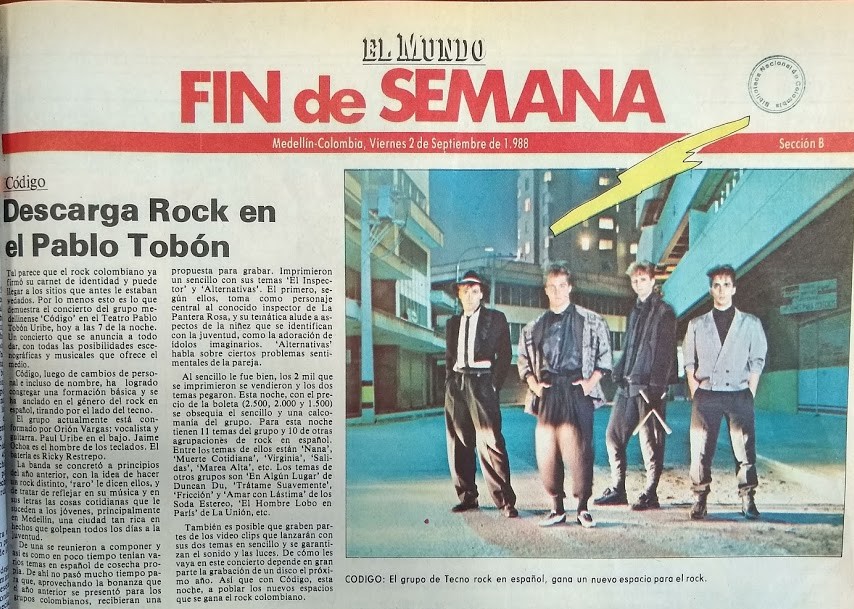 EL MUNDO
FIN de SEMANA
Biblioteca Nacional de Colombia
Medellín-Colombia, Viernes 2 de Septiembre de 1.988
Sección B
Código
Descarga Rock en
el Pablo Tobón
Tal parece que el rock colombiano ya
firmó su carnet de identidad y puede
llegar a los sitios que antes le estaban
vedados. Por lo menos esto es lo que
demuestra el concierto del grupo me-
dellinense 'Código' en el Teatro Pablo
Tobón Uribe, hoy a las 7 de la noche.
Un concierto que se anuncia a todo
dar, con todas las posibilidades esce-
nográficas y musicales que ofrece el
medio.
Código, luego de cambios de perso-
nal e incluso de nombre, ha logrado
congregar una formación básica y se
ha anclado en el género del rock en
español, tirando por el lado del tecno.
El grupo actualmente está con-
formado por Orión Vargas: vocalista y
guitarra. Paul Uribe en el bajo. Jaime
Ochoa es el hombre de los teclados. El
batería es Ricky Restrepo.
La banda se concretó a principios
del año anterior, con la idea de hacer
un rock distinto, 'raro' le dicen ellos, y
de tratar de reflejar en su música y en
sus letras las cosas cotidianas que le
suceden a los jóvenes, principalmente
en Medellín, una ciudad tan rica en
hechos que golpean todos los días a la
juventud.
De una se reunieron a componer y
así es como en poco tiempo tenían va-
rios temas en español de cosecha pro-
pia. De ahí no pasó mucho tiempo pa-
ra que, aprovechando la bonanza que
el año anterior se presentó para los
grupos colombianos, recibieran una
propuesta para grabar. Imprimieron
un sencillo con sus temas 'El Inspec-
tor' y 'Alternativas'. El primero, se-
gún ellos, toma como personaje
central al conocido inspector de La
Pantera Rosa, y su temática alude a as-
pectos de la niñez que se identifican
con la juventud, como la adoración de
ídolos imaginarios. 'Alternativas'
habla sobre ciertos problemas senti-
mentales de la pareja.
Al sencillo le fue bien, los 2 mil que
se imprimieron se vendieron y los dos
temas pegaron. Esta noche, con el pre-
cio de la boleta (2.500, 2.000 y 1.500)
se obsequia el sencillo y una calco-
manía del grupo. Para esta noche
tienen 11 temas del grupo y 10 de otras
agrupaciones de rock en español.
Entre los temas de ellos están 'Nana',
'Muerte Cotidiana', 'Virginia', 'Sali-
das', 'Marea Alta', etc. Los temas de
otros grupos son 'En Algún Lugar' de
Duncan Du, 'Trátame Suavemente',
'Fricción' y 'Amar con Lástima' de los
Soda Estereo, 'El Hombre Lobo en
París' de La Unión, etc.
También es posible que graben par-
tes de los video clips que lanzarán con
sus dos temas en sencillo y se garanti-
zan el sonido y las luces. De cómo les
vaya en este concierto depende en gran
parte la grabación de un disco el próxi-
mo año. Así que con Código, esta
noche, a poblar los nuevos espacios
que se gana el rock colombiano.
CODIGO: El grupo de Tecno rock en español, gana un nuevo espacio para el rock.